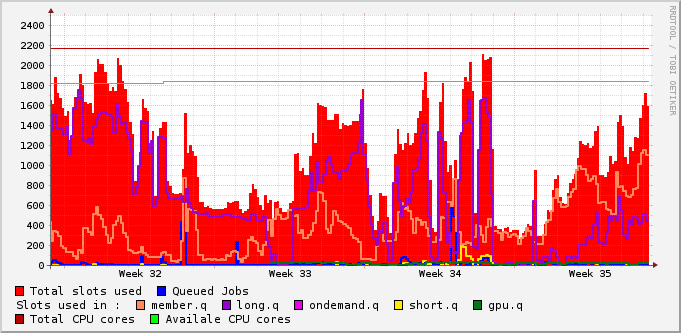 RRDTOOL / TOBI OETIKER
2400
2200
2000
1800
1600
1400
1200
1000
800
600
400
200
0
Week 32 Week 33 Week 34 Week 35
Total slots used Queued Jobs
Slots used in : member.q long.q ondemand.q short.q gpu.q
Total CPU cores Availale CPU cores